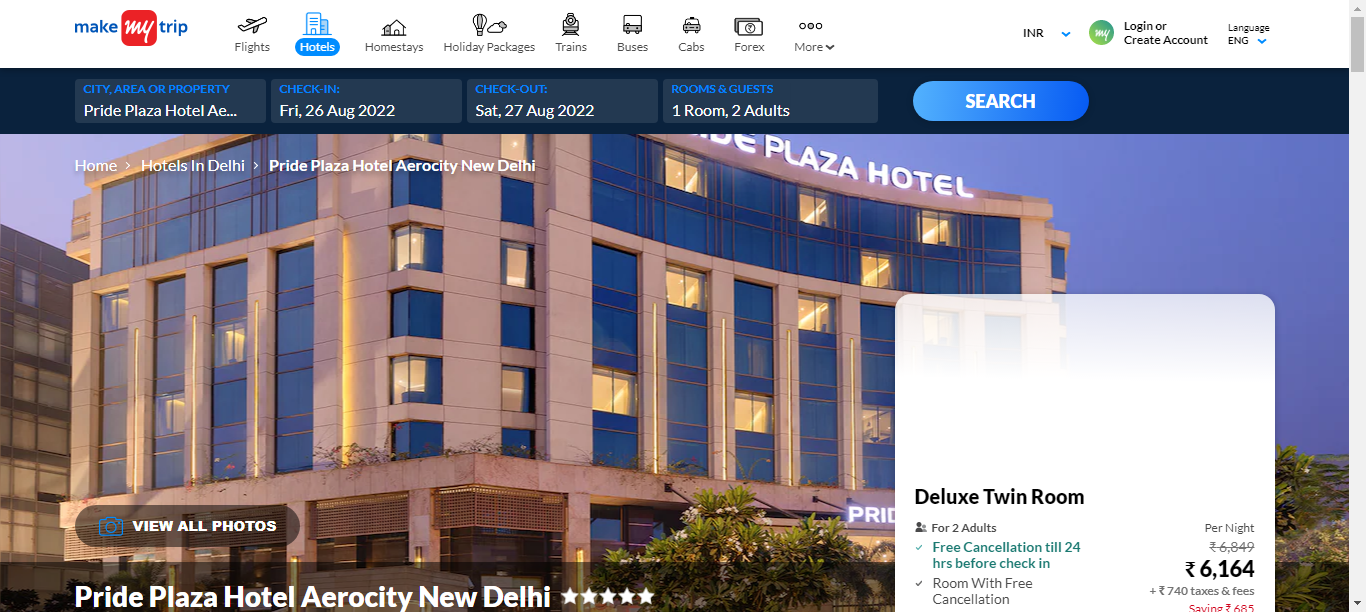 make my trip
Flights
Hotels
Homestays
Holiday Packages
Trains
Buses
Cabs
Forex
More
INR
my
Login or
Create Account
Language
ENG
CITY, AREA OR PROPERTY
Pride Plaza Hotel Ae...
CHECK-IN:
Fri, 26 Aug 2022
CHECK-OUT:
Sat, 27 Aug 2022
ROOMS & GUESTS
1 Room, 2 Adults
SEARCH
PRIDE PLAZA HOTEL
Home > Hotels In Delhi > Pride Plaza Hotel Aerocity New Delhi
PRID
VIEW ALL PHOTOS
Pride Plaza Hotel Aerocity New Delhi
Deluxe Twin Room
For 2 Adults
Per Night
Free Cancellation till 24
hrs before check in
₹ 6,849
₹ 6,164
Room With Free
Cancellation
+ ₹ 740 taxes & fees
Saving ₹ 685